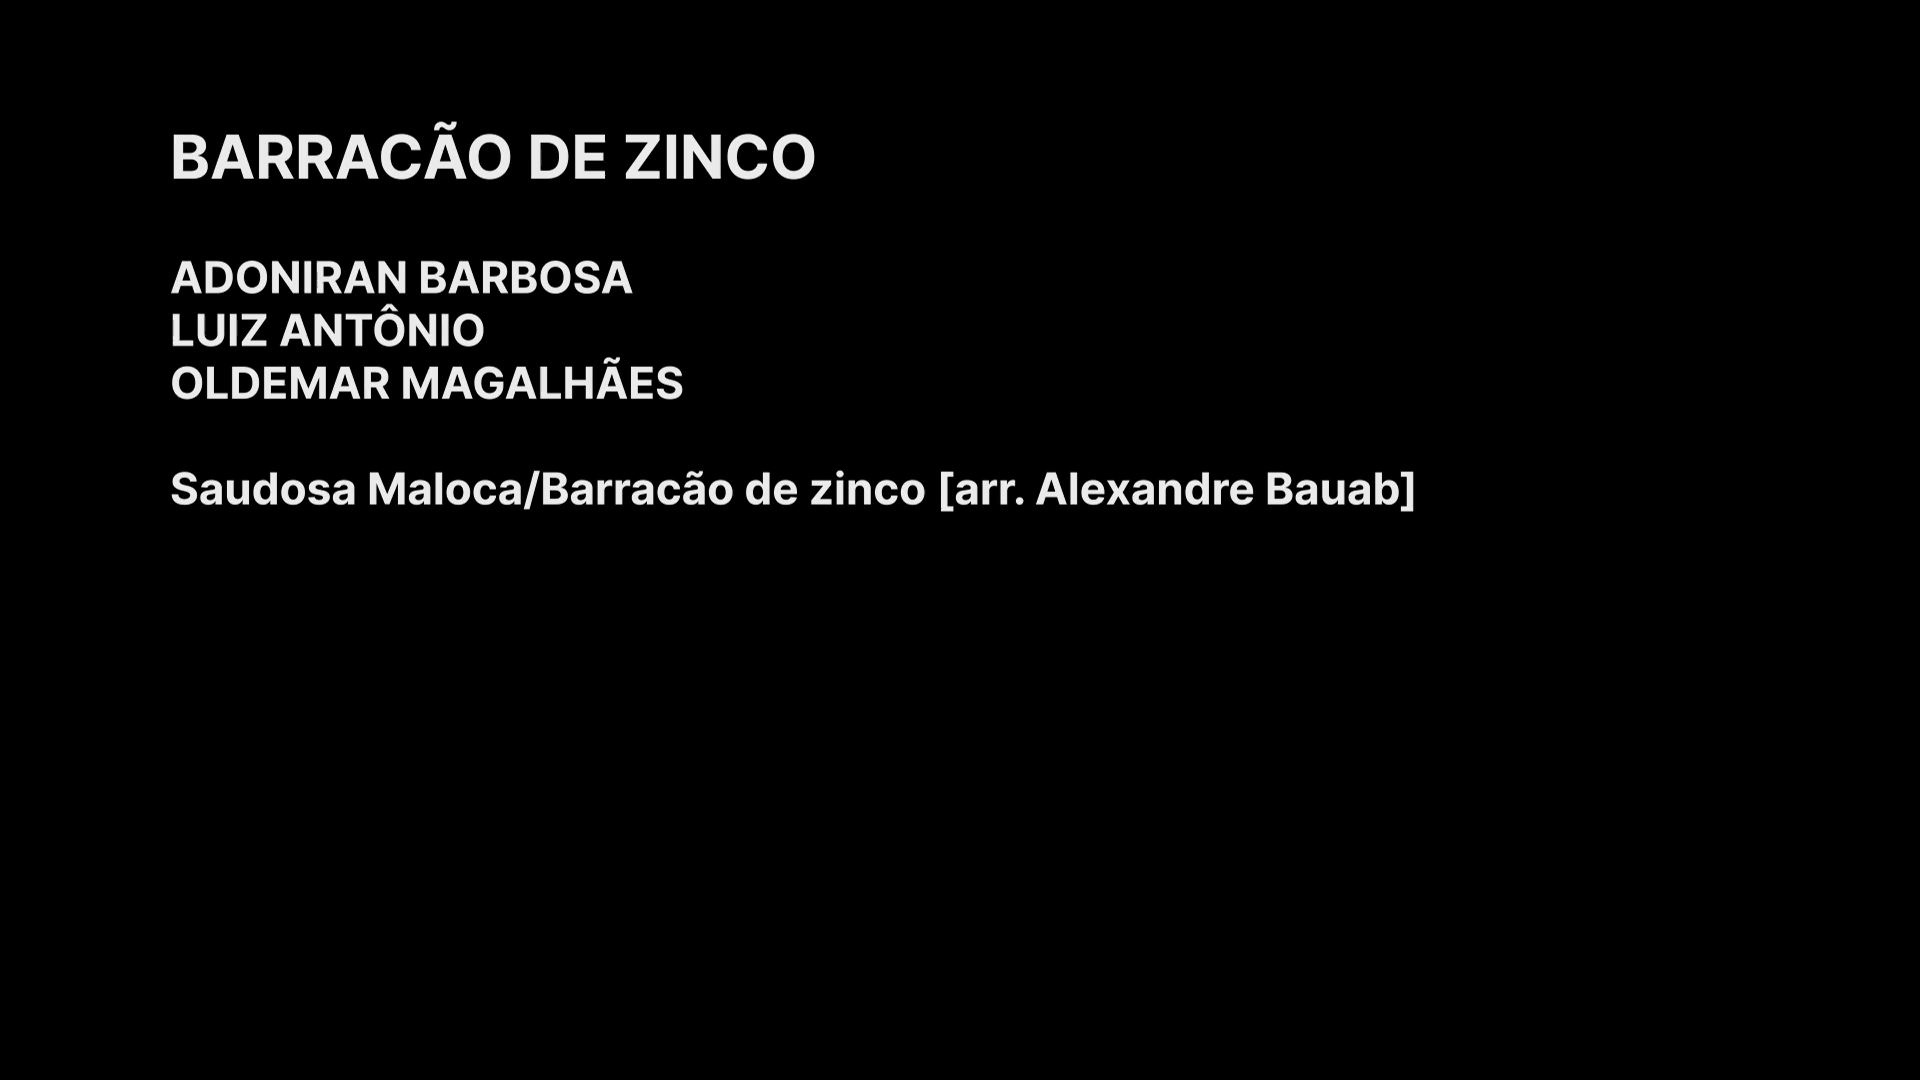 BARRACÃO DE ZINCO
ADONIRAN BARBOSA
LUIZ ANTÔNIO
OLDEMAR MAGALHÃES
Saudosa Maloca/Barracão de zinco [arr. Alexandre Bauab]